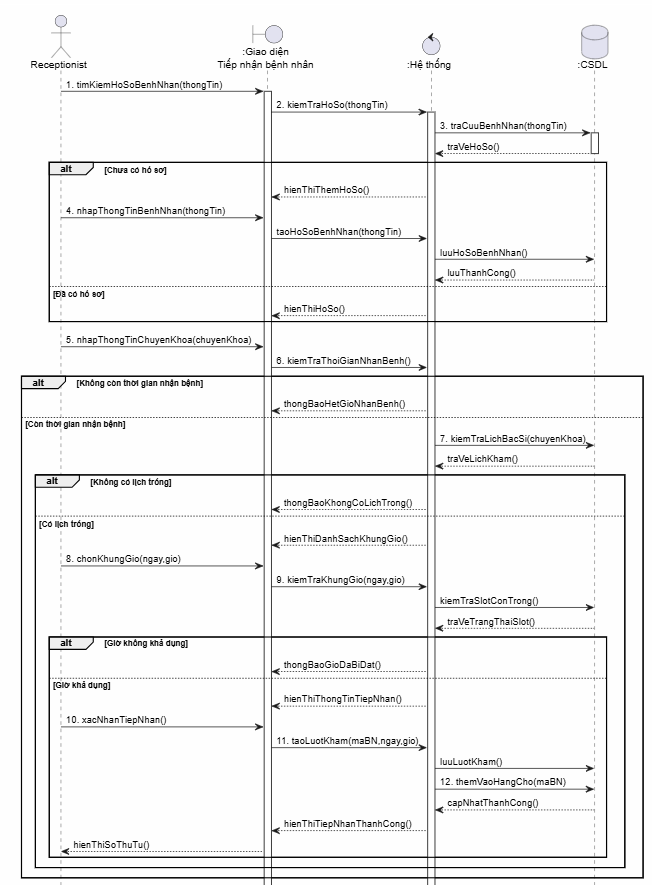 :Giao diện
Tiếp nhận bệnh nhân
Receptionist
:Hệ thống
:CSDL
1. timKiemHoSoBenhNhan(thongTin)
2. kiemTraHoSo(thongTin)
3. traCuuBenhNhan(thongTin)
traVeHoSo()
alt
[Chưa có hồ sơ]
hienThiThemHoSo()
4. nhapThongTinBenhNhan(thongTin)
taoHoSoBenhNhan(thongTin)
luuHoSoBenhNhan()
luuThanhCong()
[Đã có hồ sơ]
hienThiHoSo()
5. nhapThongTinChuyenKhoa(chuyenKhoa)
6. kiemTraThoiGianNhanBenh()
alt
[Không còn thời gian nhận bệnh]
thongBaoHetGioNhanBenh()
[Còn thời gian nhận bệnh]
7. kiemTraLichBacSi(chuyenKhoa)
traVeLichKham()
alt
[Không có lịch trống]
thongBaoKhongCoLichTrong()
[Có lịch trống]
hienThiDanhSachKhungGio()
8. chonKhungGio(ngay,gio)
9. kiemTraKhungGio(ngay,gio)
kiemTraSlotConTrong()
traVeTrangThaiSlot()
alt
[Giờ không khả dụng]
thongBaoGioDaBiDat()
[Giờ khả dụng]
hienThiThongTinTiepNhan()
10. xacNhanTiepNhan()
11. taoLuotKham(maBN,ngay,gio)
luuLuotKham()
12. themVaoHangCho(maBN)
capNhatThanhCong()
hienThiTiepNhanThanhCong()
hienThiSoThuTu()